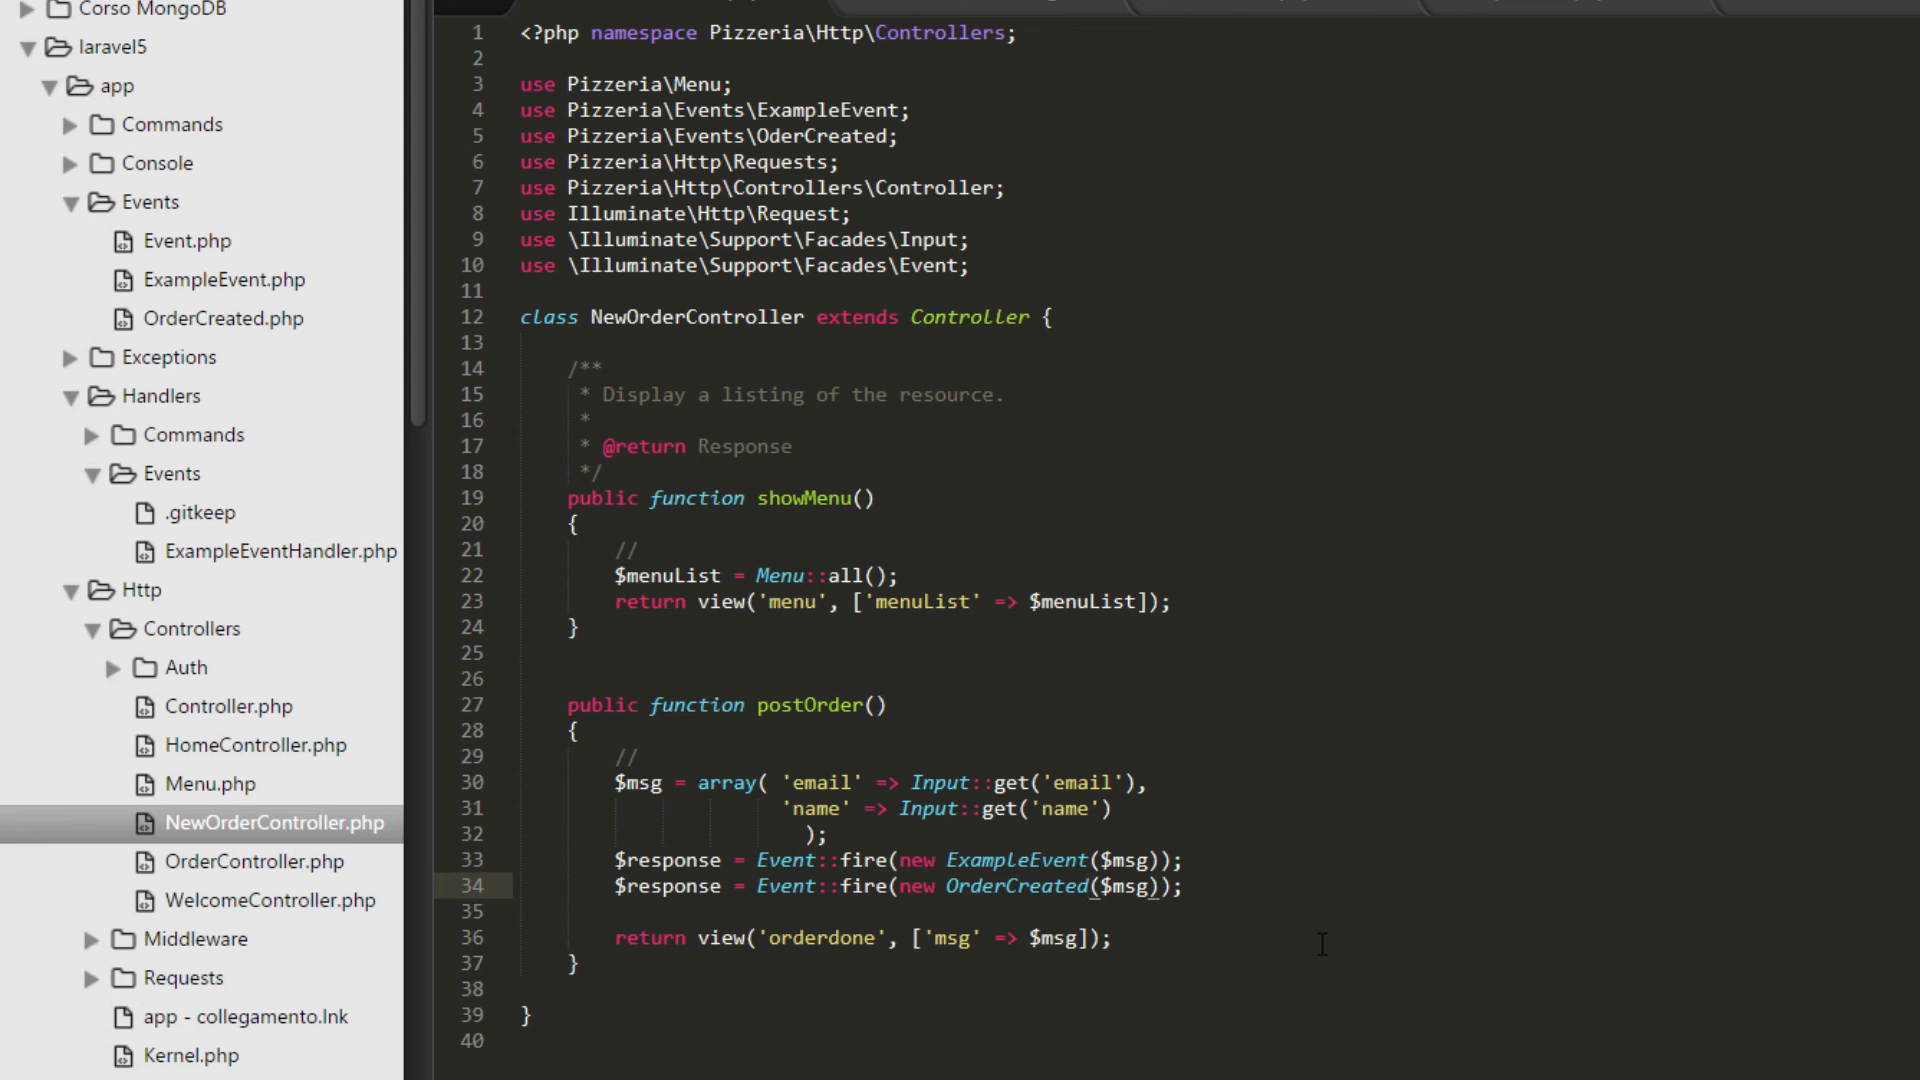 Corso MongoDB
laravel5
app
Commands
Console
Events
Event.php
ExampleEvent.php
OrderCreated.php
Exceptions
Handlers
Commands
Events
.gitkeep
ExampleEventHandler.php
Http
Controllers
Auth
Controller.php
HomeController.php
Menu.php
NewOrderController.php
OrderController.php
WelcomeController.php
Middleware
Requests
app - collegamento.lnk
Kernel.php
1 <?php namespace Pizzeria\Http\Controllers;
2
3 use Pizzeria\Menu;
4 use Pizzeria\Events\ExampleEvent;
5 use Pizzeria\Events\OderCreated;
6 use Pizzeria\Http\Requests;
7 use Pizzeria\Http\Controllers\Controller;
8 use Illuminate\Http\Request;
9 use \Illuminate\Support\Facades\Input;
10 use \Illuminate\Support\Facades\Event;
11
12 class NewOrderController extends Controller {
13
14 /**
15 * Display a listing of the resource.
16 *
17 * @return Response
18 */
19 public function showMenu()
20 {
21 //
22 $menuList = Menu::all();
23 return view('menu', ['menuList' => $menuList]);
24 }
25
26
27 public function postOrder()
28 {
29 //
30 $msg = array( 'email' => Input::get('email'),
31 'name' => Input::get('name')
32 );
33 $response = Event::fire(new ExampleEvent($msg));
34 $response = Event::fire(new OrderCreated($msg));
35
36 return view('orderdone', ['msg' => $msg]);
37 }
38
39 }
40